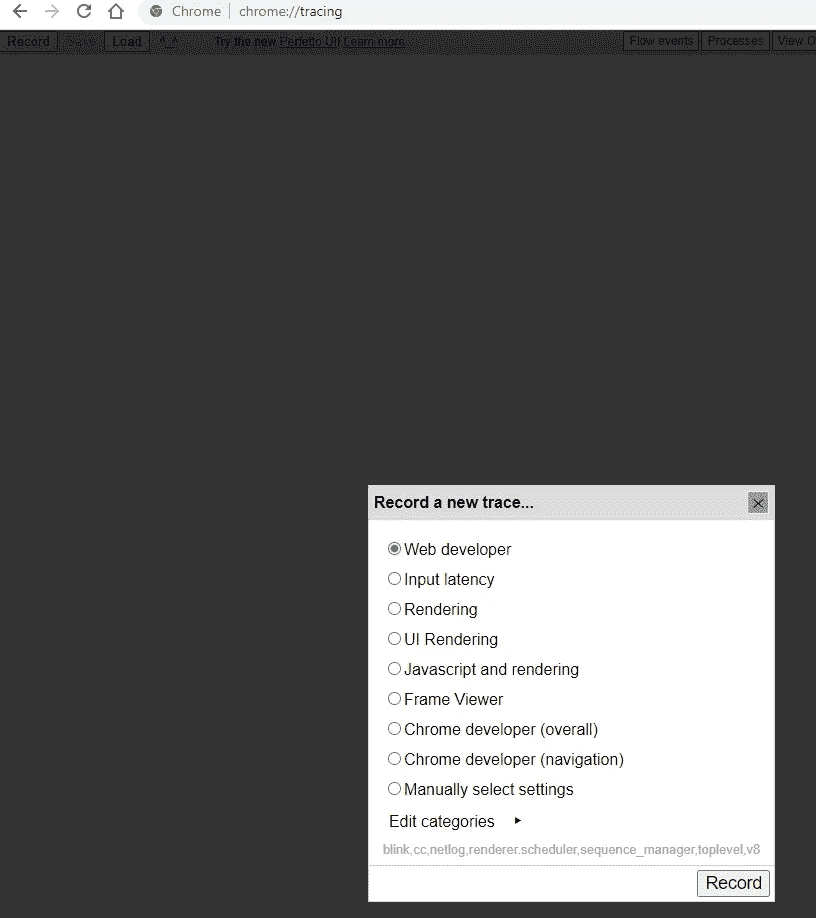 Chrome | chrome://tracing
Record Save Load ^_^ Try the new Perfetto UI! Learn more Flow events Processes View O
Record a new trace... ×
Web developer
Input latency
Rendering
UI Rendering
Javascript and rendering
Frame Viewer
Chrome developer (overall)
Chrome developer (navigation)
Manually select settings
Edit categories
blink,cc,netlog,renderer.scheduler,sequence_manager,toplevel,v8
Record